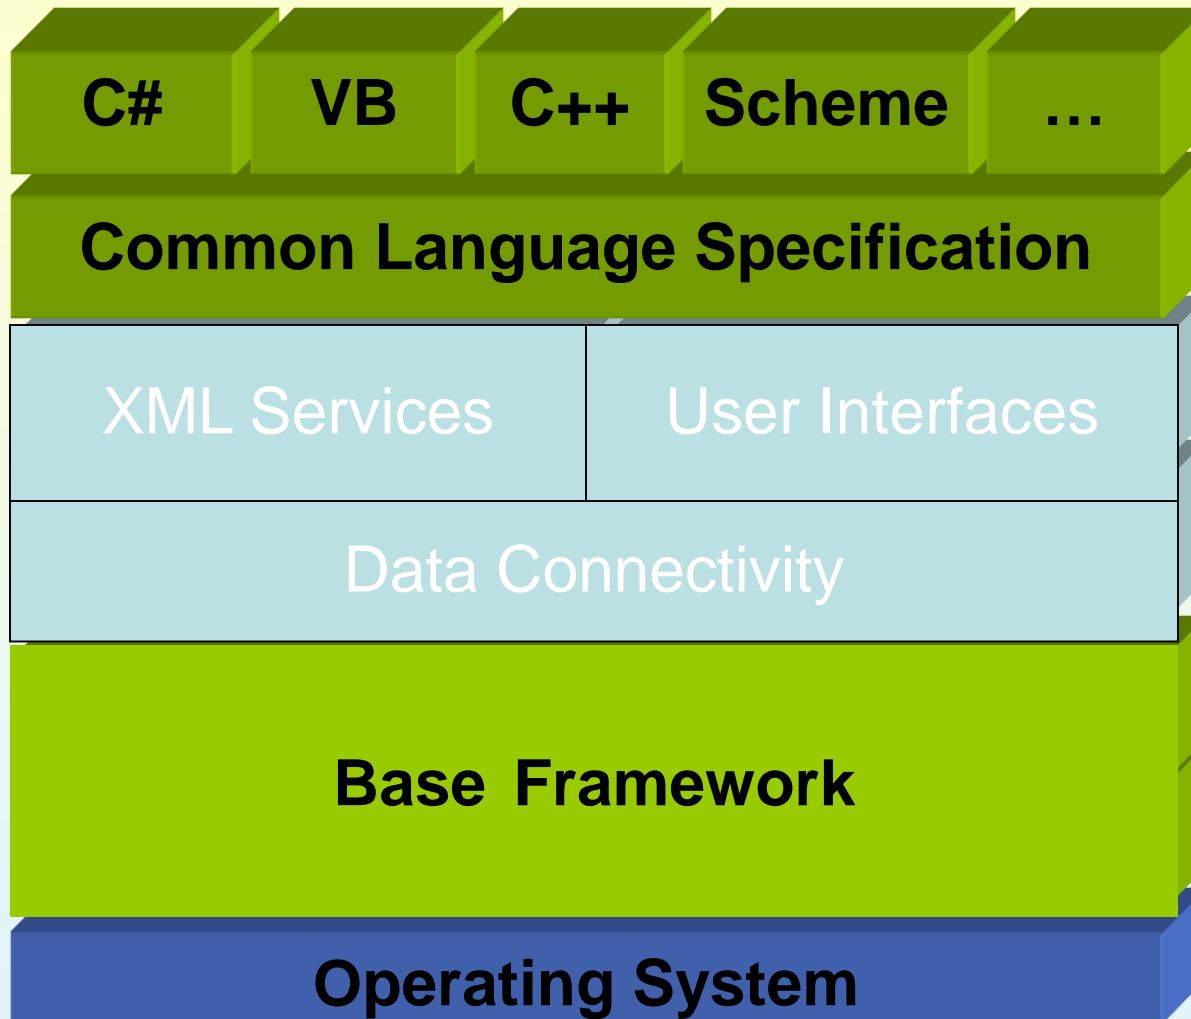 C# VB C++ Scheme …
Common Language Specification
XML Services User Interfaces
Data Connectivity
Base Framework
Operating System